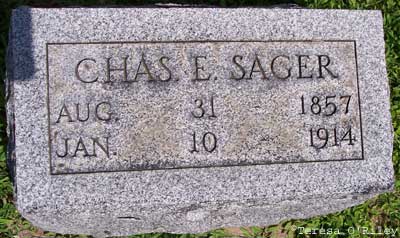 CHAS E. SAGER
AUG. 31 1857
JAN. 10 1914
Teresa O'Riley